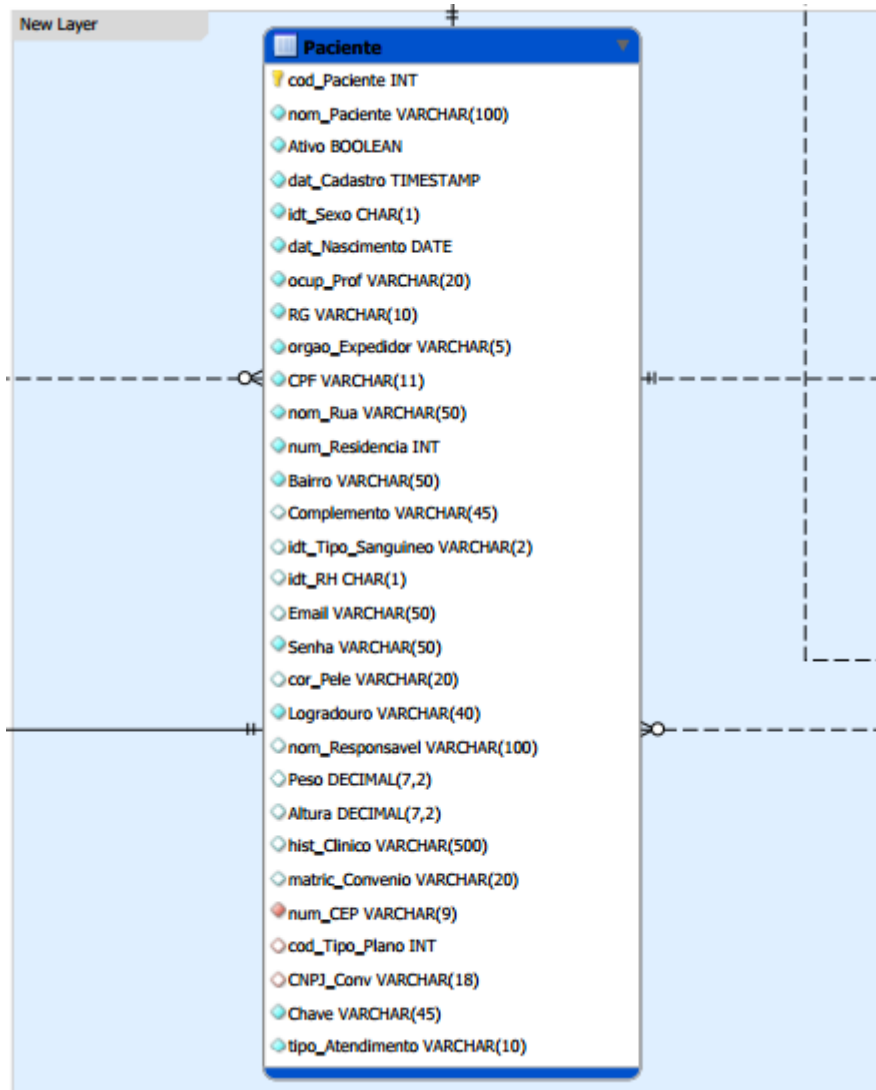 New Layer
Paciente
cod_Paciente INT
nom_Paciente VARCHAR(100)
Ativo BOOLEAN
dat_Cadastro TIMESTAMP
idt_Sexo CHAR(1)
dat_Nascimento DATE
ocup_Prof VARCHAR(20)
RG VARCHAR(10)
orgao_Expedidor VARCHAR(5)
CPF VARCHAR(11)
nom_Rua VARCHAR(50)
num_Residencia INT
Bairro VARCHAR(50)
Complemento VARCHAR(45)
idt_Tipo_Sanguineo VARCHAR(2)
idt_RH CHAR(1)
Email VARCHAR(50)
Senha VARCHAR(50)
cor_Pele VARCHAR(20)
Logradouro VARCHAR(40)
nom_Responsavel VARCHAR(100)
Peso DECIMAL(7,2)
Altura DECIMAL(7,2)
hist_Clinico VARCHAR(500)
matric_Convenio VARCHAR(20)
num_CEP VARCHAR(9)
cod_Tipo_Plano INT
CNPJ_Conv VARCHAR(18)
Chave VARCHAR(45)
tipo_Atendimento VARCHAR(10)